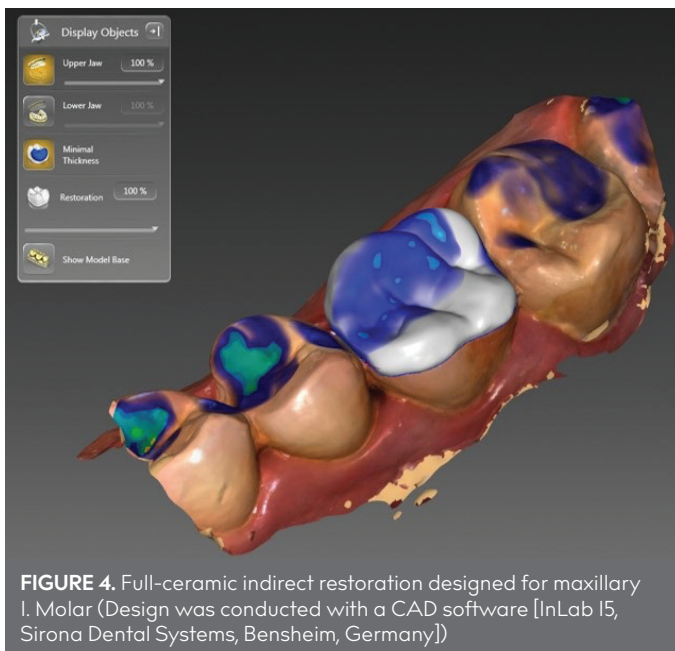 Display Objects
Upper Jaw 100 %
Lower Jaw 100 %
Minimal
Thickness
Restoration 100 %
Show Model Base
FIGURE 4. Full-ceramic indirect restoration designed for maxillary
I. Molar (Design was conducted with a CAD software [InLab I5,
Sirona Dental Systems, Bensheim, Germany])